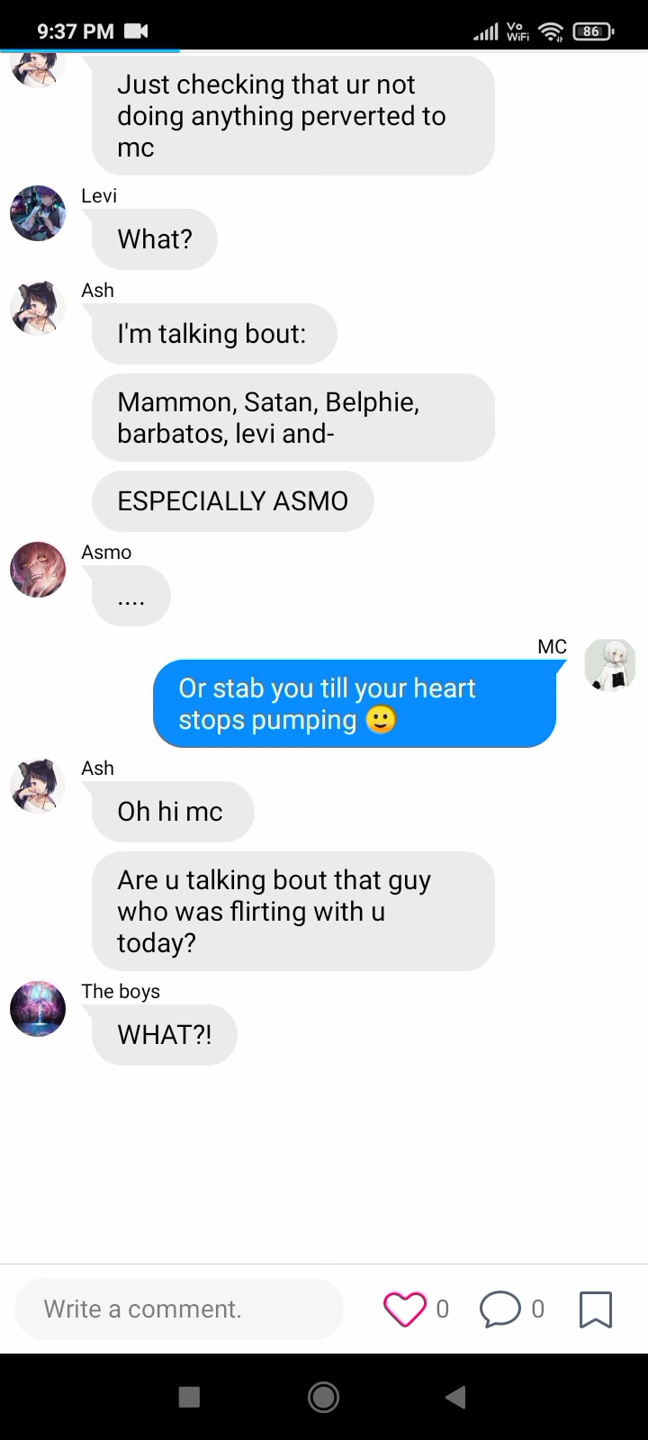 9:37 PM
Vo
WiFi
86
Just checking that ur not
doing anything perverted to
mc
Levi
What?
Ash
I'm talking bout:
Mammon, Satan, Belphie,
barbatos, levi and-
ESPECIALLY ASMO
Asmo
....
MC
Or stab you till your heart
stops pumping 🙂
Ash
Oh hi mc
Are u talking bout that guy
who was flirting with u
today?
The boys
WHAT?!
Write a comment.
0
0